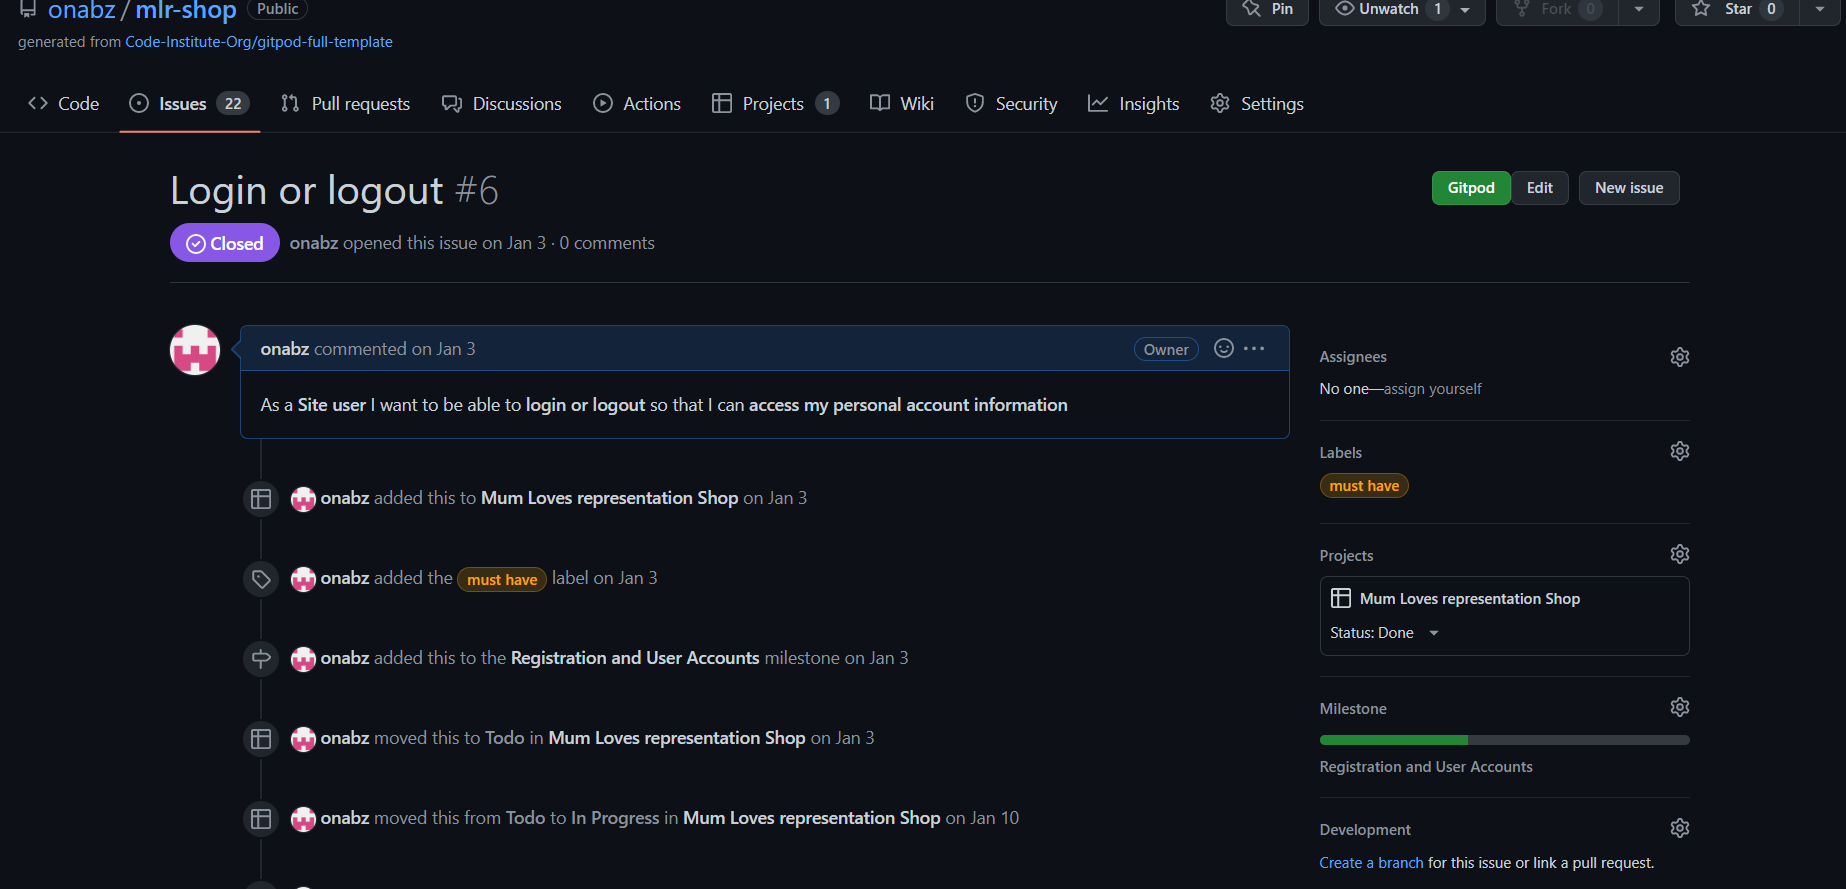 onabz / mlr-shop Public
Pin
Unwatch 1
Fork 0
Star 0
generated from Code-Institute-Org/gitpod-full-template
Code
Issues 22
Pull requests
Discussions
Actions
Projects 1
Wiki
Security
Insights
Settings
Login or logout #6
Gitpod
Edit
New issue
Closed
onabz opened this issue on Jan 3 · 0 comments
onabz commented on Jan 3
Owner
As a Site user I want to be able to login or logout so that I can access my personal account information
onabz added this to Mum Loves representation Shop on Jan 3
onabz added the must have label on Jan 3
onabz added this to the Registration and User Accounts milestone on Jan 3
onabz moved this to Todo in Mum Loves representation Shop on Jan 3
onabz moved this from Todo to In Progress in Mum Loves representation Shop on Jan 10
Assignees
No one—assign yourself
Labels
must have
Projects
Mum Loves representation Shop
Status: Done
Milestone
Registration and User Accounts
Development
Create a branch for this issue or link a pull request.